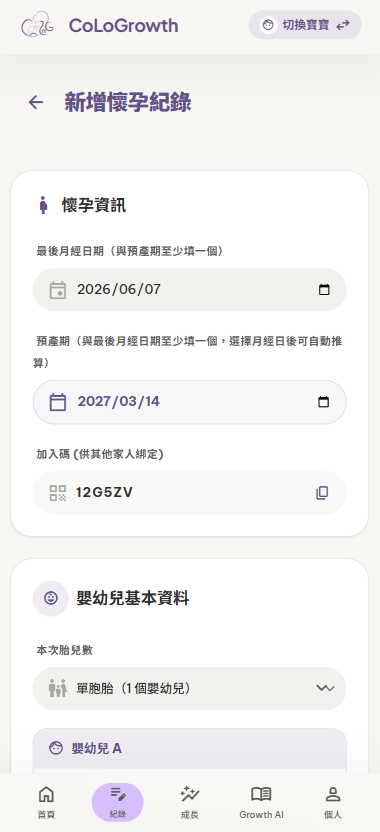 CoLoGrowth
切換寶寶
新增懷孕紀錄
懷孕資訊
最後月經日期（與預產期至少填一個）
2026/06/07
預產期（與最後月經日期至少填一個，選擇月經日後可自動推
算）
2027/03/14
加入碼 (供其他家人綁定)
12G5ZV
嬰幼兒基本資料
本次胎兒數
單胞胎（1 個嬰幼兒）
嬰幼兒 A
首頁
紀錄
成長
Growth AI
個人